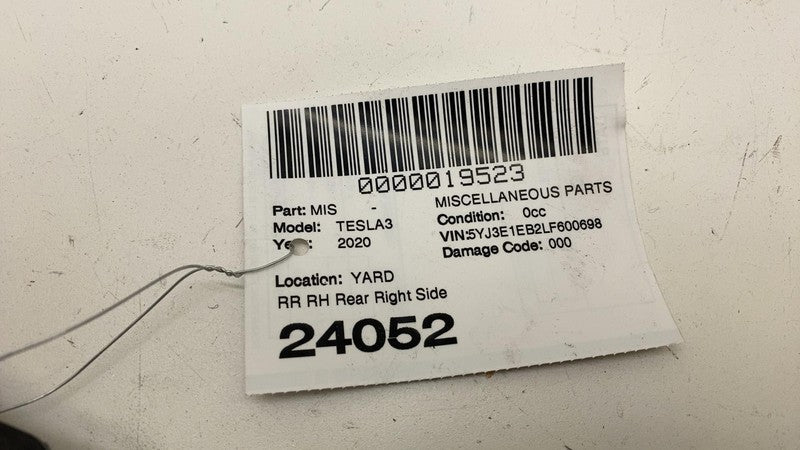 0000019523
Part: MIS - MISCELLANEOUS PARTS
Model: TESLA3 Condition: 0cc
2020 VIN:5YJ3E1EB2LF600698
Damage Code: 000
Location: YARD
RR RH Rear Right Side
24052